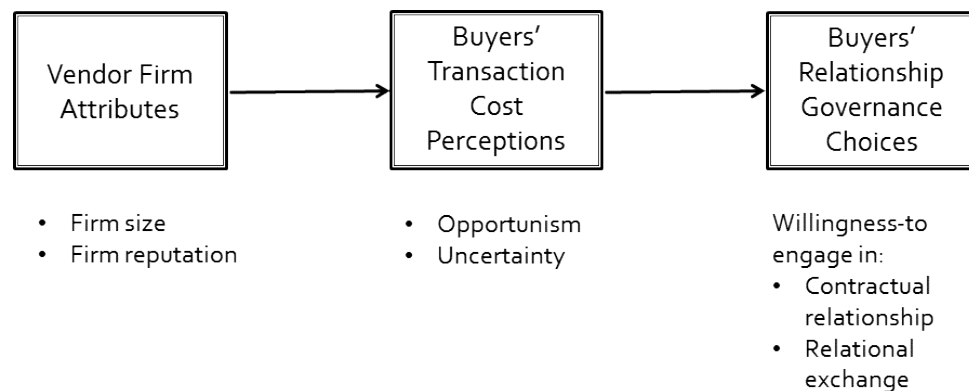 Vendor Firm
Attributes
Buyers’
Transaction
Cost
Perceptions
Buyers’
Relationship
Governance
Choices
• Firm size
• Firm reputation
• Opportunism
• Uncertainty
Willingness-to
engage in:
• Contractual
relationship
• Relational
exchange